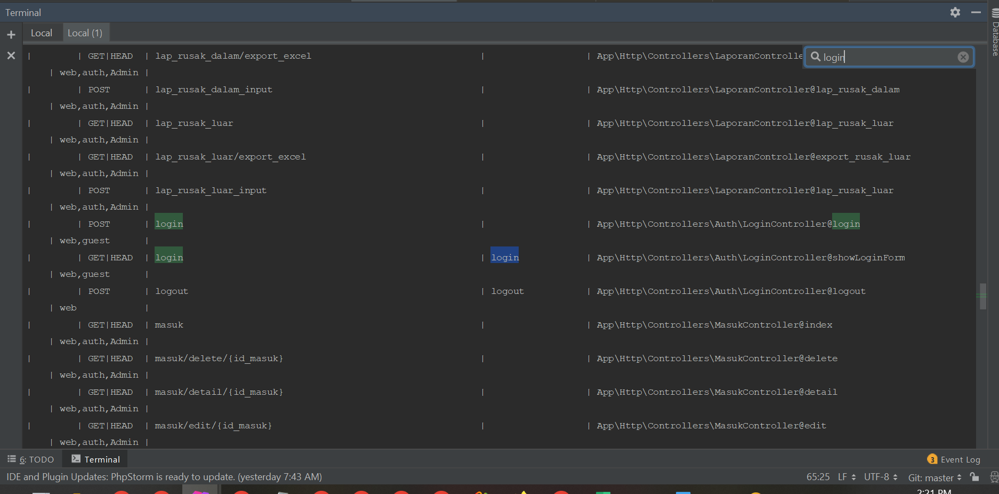 Terminal
Local Local (1)
Database
login
| | GET|HEAD | lap_rusak_dalam/export_excel | | App\Http\Controllers\LaporanController
| web,auth,Admin |
| | POST | lap_rusak_dalam_input | | App\Http\Controllers\LaporanController@lap_rusak_dalam
| web,auth,Admin |
| | GET|HEAD | lap_rusak_luar | | App\Http\Controllers\LaporanController@lap_rusak_luar
| web,auth,Admin |
| | GET|HEAD | lap_rusak_luar/export_excel | | App\Http\Controllers\LaporanController@export_rusak_luar
| web,auth,Admin |
| | POST | lap_rusak_luar_input | | App\Http\Controllers\LaporanController@lap_rusak_luar
| web,auth,Admin |
| | POST | login | | App\Http\Controllers\Auth\LoginController@login
| web,guest |
| | GET|HEAD | login | login | App\Http\Controllers\Auth\LoginController@showLoginForm
| web,guest |
| | POST | logout | logout | App\Http\Controllers\Auth\LoginController@logout
| web |
| | GET|HEAD | masuk | | App\Http\Controllers\MasukController@index
| web,auth,Admin |
| | GET|HEAD | masuk/delete/{id_masuk} | | App\Http\Controllers\MasukController@delete
| web,auth,Admin |
| | GET|HEAD | masuk/detail/{id_masuk} | | App\Http\Controllers\MasukController@detail
| web,auth,Admin |
| | GET|HEAD | masuk/edit/{id_masuk} | | App\Http\Controllers\MasukController@edit
| web,auth,Admin |
6: TODO Terminal 3 Event Log
IDE and Plugin Updates: PhpStorm is ready to update. (yesterday 7:43 AM) 65:25 LF UTF-8 Git: master
2:21 PM